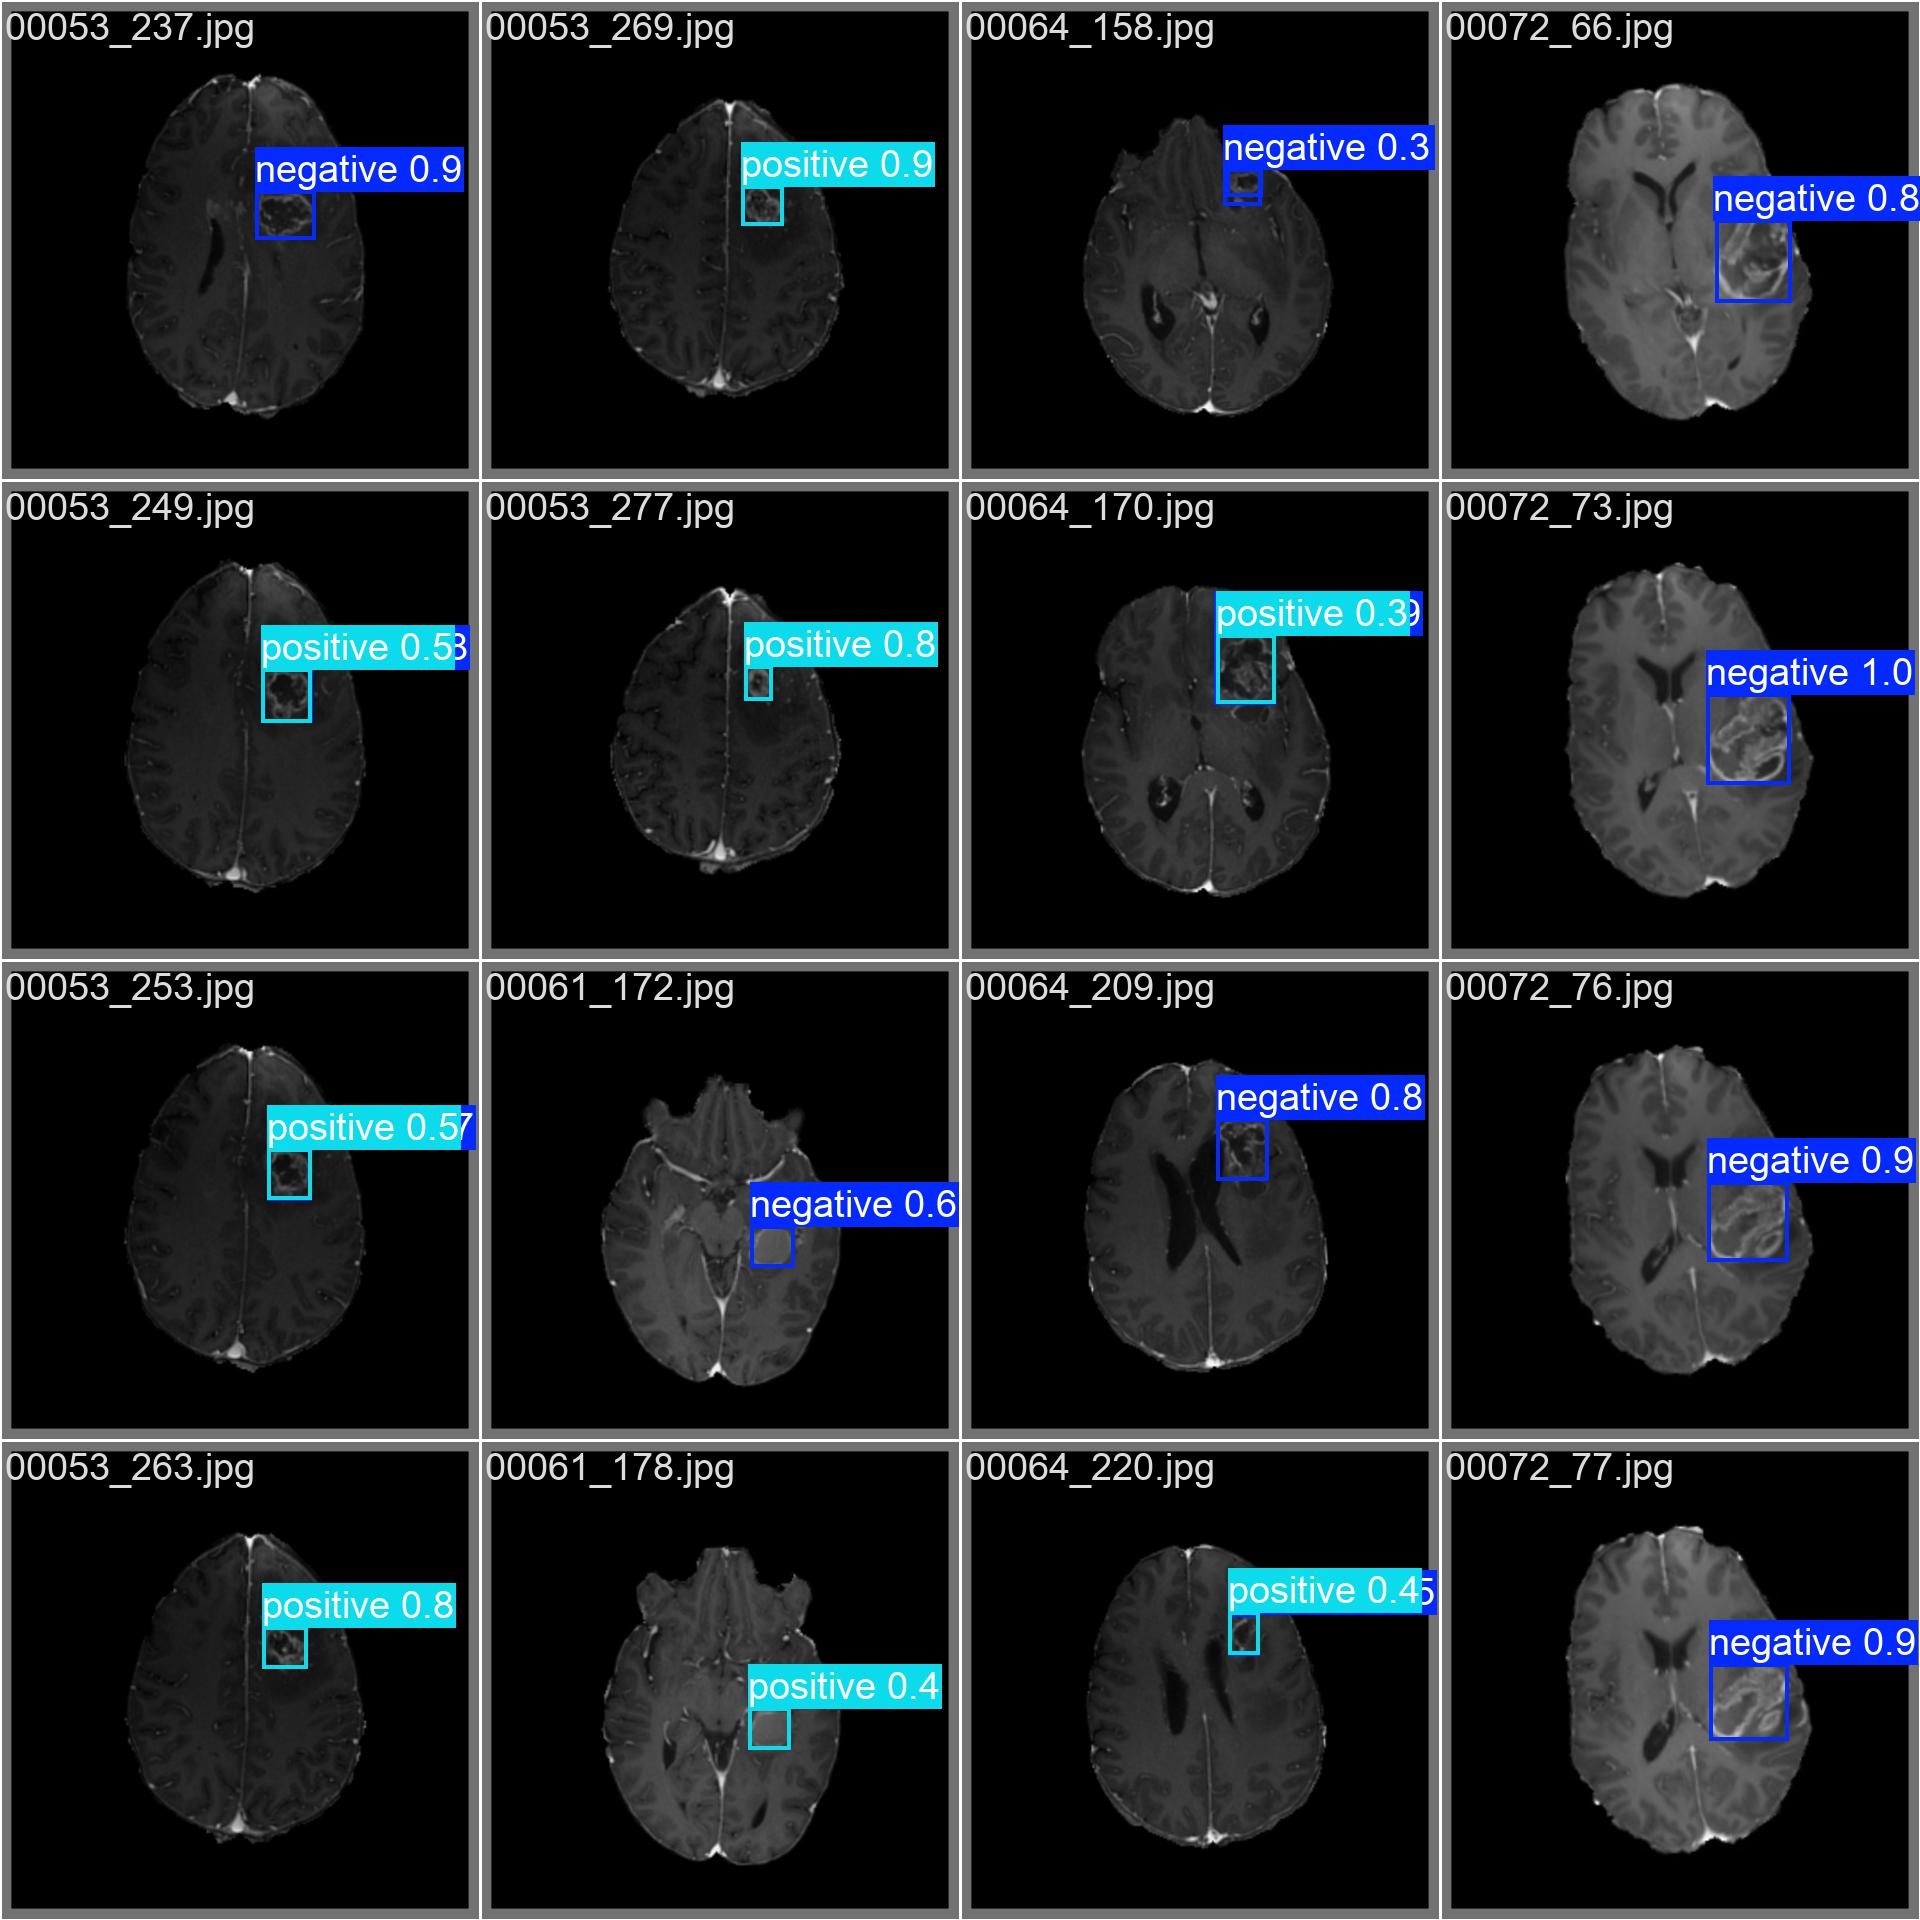 00053_237.jpg
negative 0.9
00053_269.jpg
positive 0.9
00064_158.jpg
negative 0.3
00072_66.jpg
negative 0.8
00053_249.jpg
positive 0.5
00053_277.jpg
positive 0.8
00064_170.jpg
positive 0.3
00072_73.jpg
negative 1.0
00053_253.jpg
positive 0.5
00061_172.jpg
negative 0.6
00064_209.jpg
negative 0.8
00072_76.jpg
negative 0.9
00053_263.jpg
positive 0.8
00061_178.jpg
positive 0.4
00064_220.jpg
positive 0.4
00072_77.jpg
negative 0.9